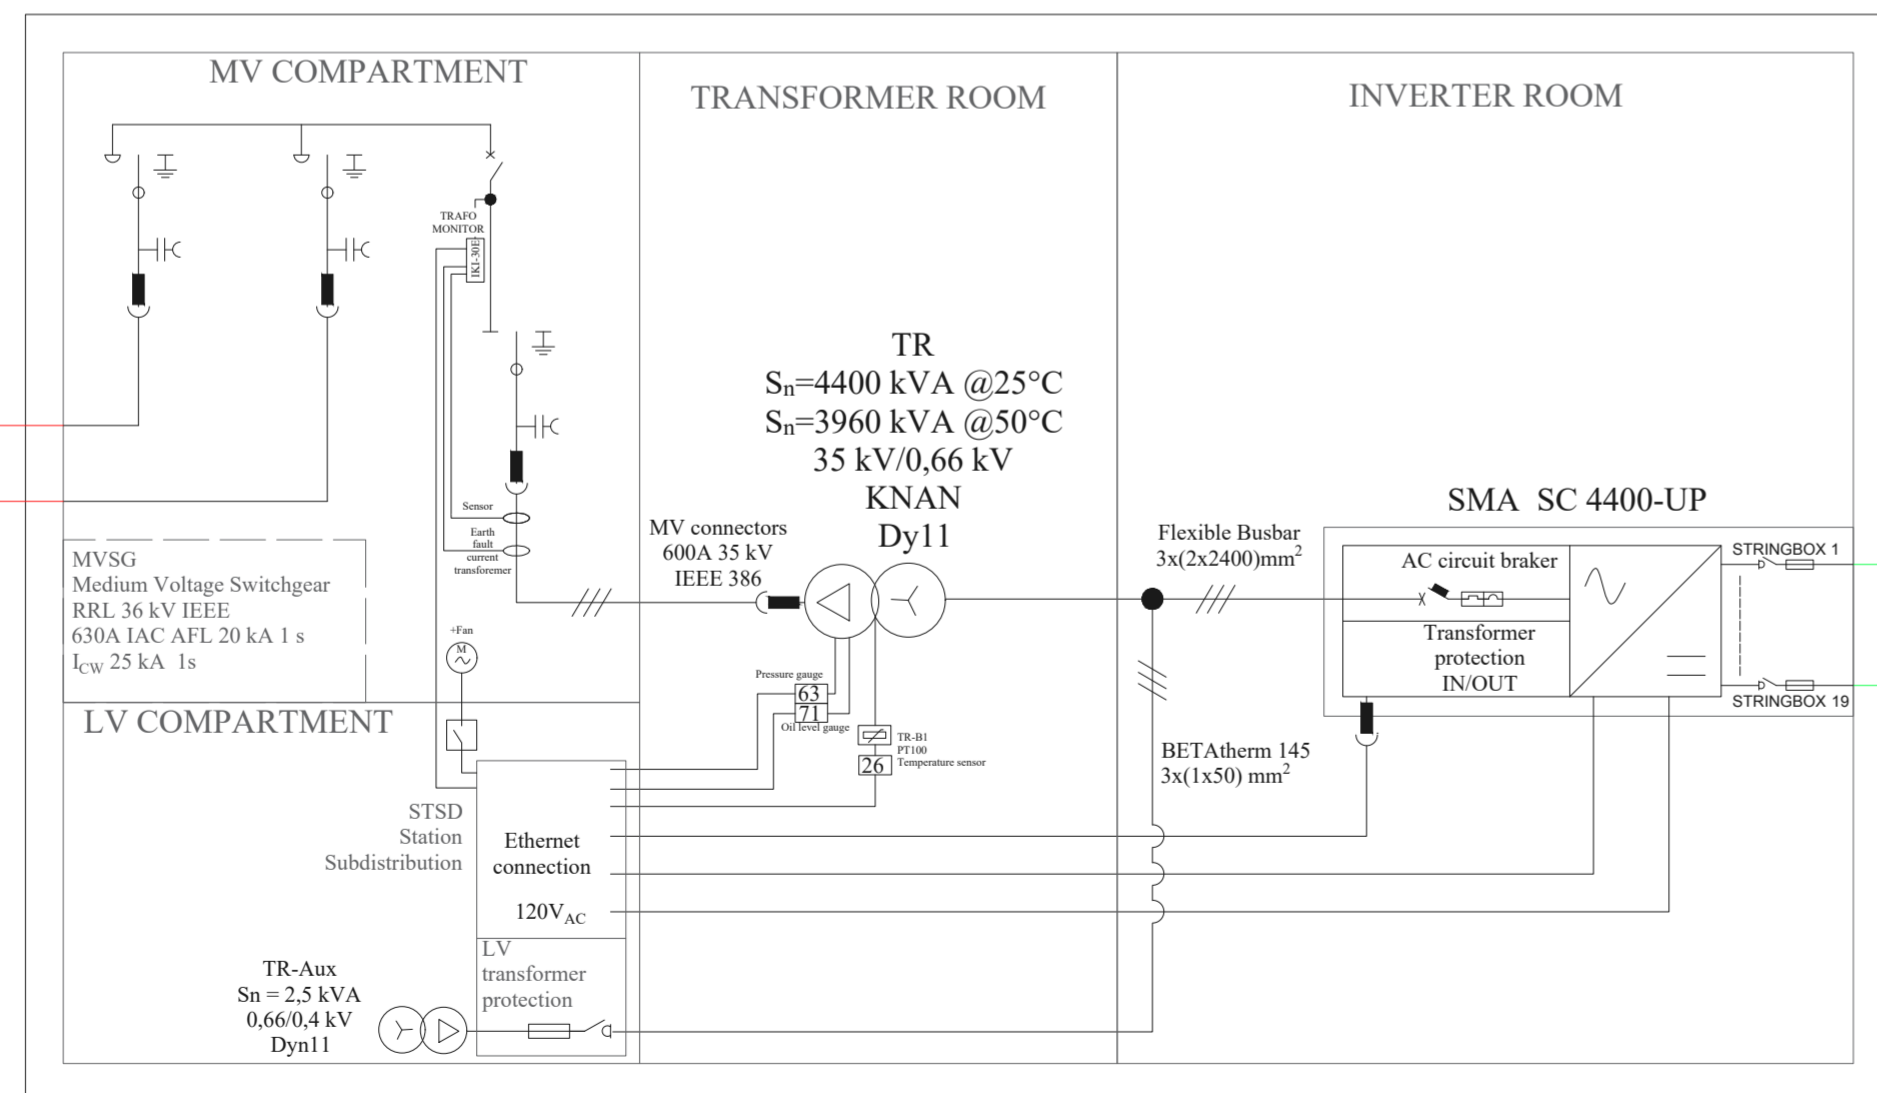 MV COMPARTMENT
TRANSFORMER ROOM
INVERTER ROOM
TRAFO
MONITOR
IKI-30E
TR
Sn=4400 kVA @25°C
Sn=3960 kVA @50°C
35 kV/0,66 kV
KNAN
Dy11
SMA SC 4400-UP
Sensor
Earth
fault
current
transforemer
MV connectors
600A 35 kV
IEEE 386
Flexible Busbar
3x(2x2400)mm²
AC circuit braker
STRINGBOX 1
Transformer
protection
IN/OUT
STRINGBOX 19
MVSG
Medium Voltage Switchgear
RRL 36 kV IEEE
630A IAC AFL 20 kA 1 s
ICW 25 kA 1s
+Fan
M
Pressure gauge
63
71
Oil level gauge
TR-B1
PT100
Temperature sensor
26
BETAtherm 145
3x(1x50) mm²
LV COMPARTMENT
STSD
Station
Subdistribution
Ethernet
connection
120VAC
LV
transformer
protection
TR-Aux
Sn = 2,5 kVA
0,66/0,4 kV
Dyn11